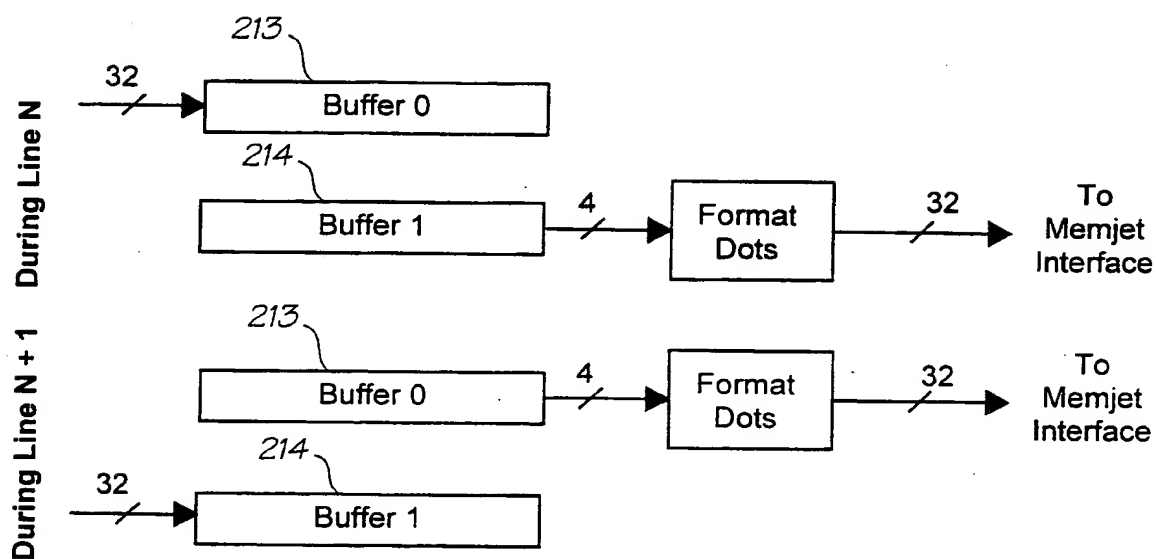 213
32
Buffer 0
During Line N
214
Buffer 1
4
Format
Dots
32
To
Memjet
Interface
213
Buffer 0
4
Format
Dots
32
To
Memjet
Interface
During Line N + 1
214
32
Buffer 1